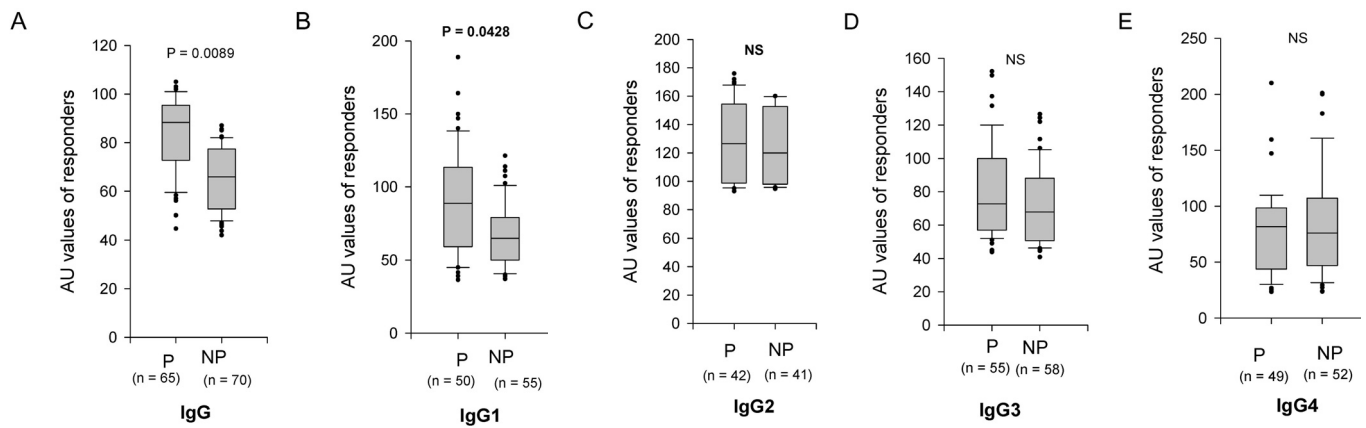 A
P = 0.0089
AU values of responders
120
100
80
60
40
20
0
P
NP
(n = 65)
(n = 70)
IgG
B
P = 0.0428
AU values of responders
200
150
100
50
0
P
NP
(n = 50)
(n = 55)
IgG1
C
NS
AU values of responders
200
180
160
140
120
100
80
60
40
20
0
P
NP
(n = 42)
(n = 41)
IgG2
D
NS
AU values of responders
160
140
120
100
80
60
40
20
0
P
NP
(n = 55)
(n = 58)
IgG3
E
NS
AU values of responders
250
200
150
100
50
0
P
NP
(n = 49)
(n = 52)
IgG4